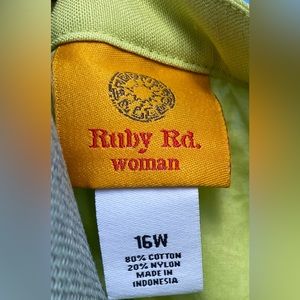 Ruby Rd.
woman
16W
80% COTTON
20% NYLON
MADE IN
INDONESIA